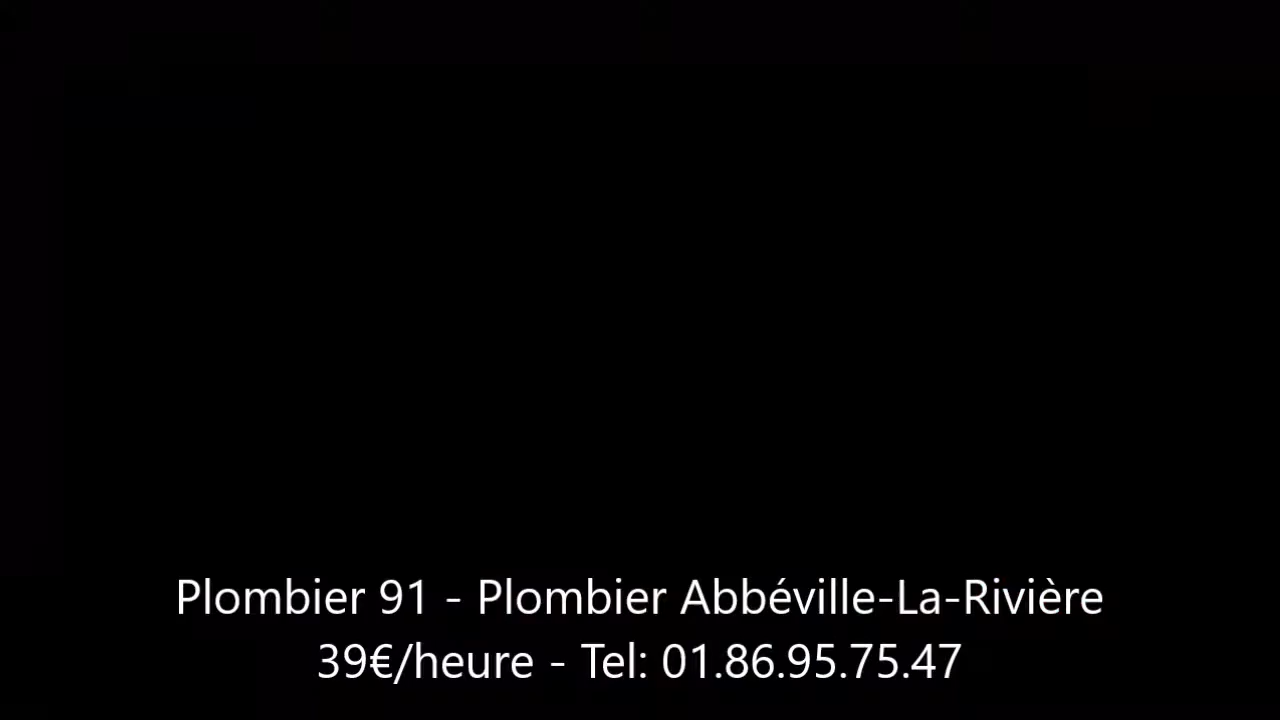 Plombier 91 - Plombier Abbéville-La-Rivière
39€/heure - Tel: 01.86.95.75.47